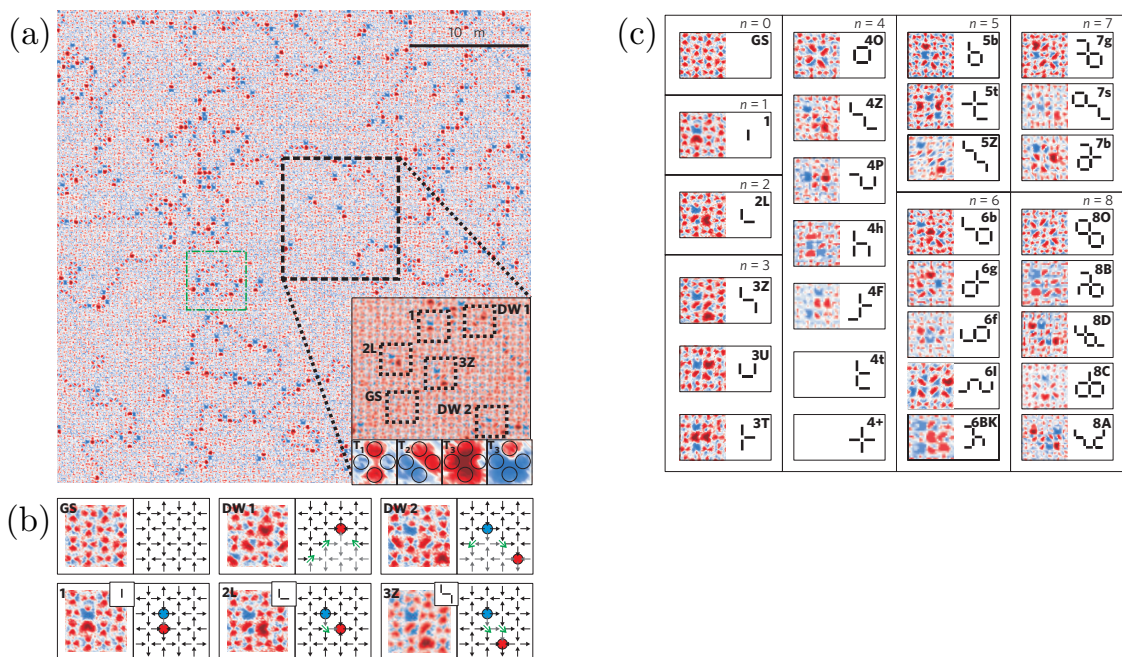 (a)
10 m
1
DW 1
2L
3Z
GS
DW 2
T1
T2
T3
T3
(b)
GS
DW 1
DW 2
1
2L
3Z
(c)
n = 0
GS
n = 1
1
n = 2
2L
n = 3
3Z
3U
3T
n = 4
4O
4Z
4P
4h
4F
4t
4+
n = 5
5b
5t
5Z
n = 6
6b
6g
6f
6l
6BK
n = 7
7g
7s
7b
n = 8
8O
8B
8D
8C
8A